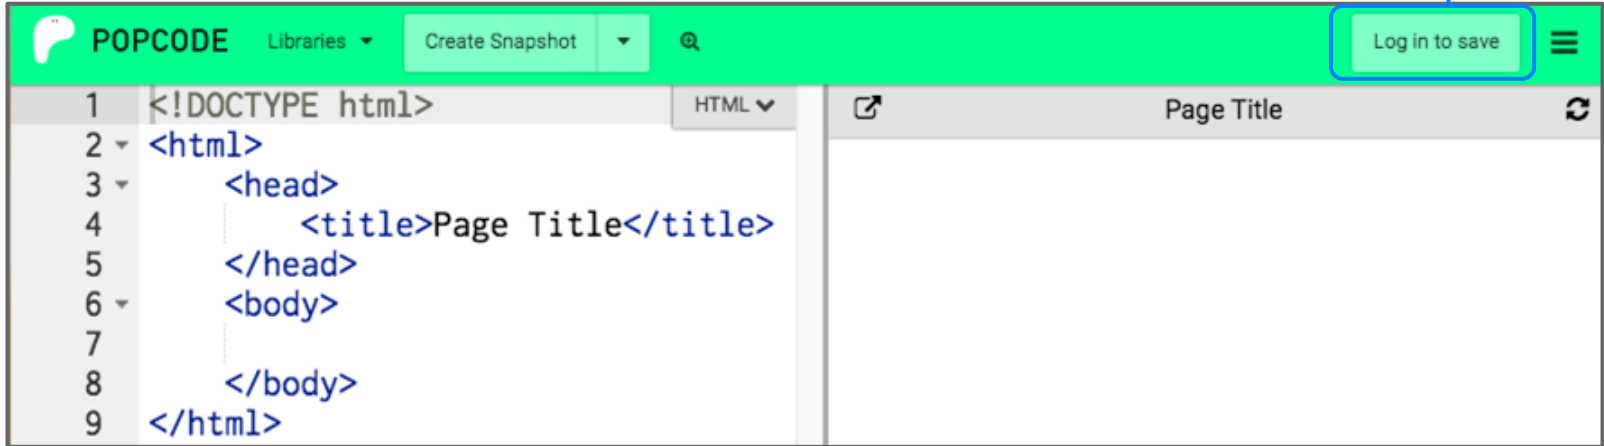 POPCODE Libraries Create Snapshot Log in to save
1 <!DOCTYPE html> HTML Page Title
2 <html>
3 <head>
4 <title>Page Title</title>
5 </head>
6 <body>
7
8 </body>
9 </html>